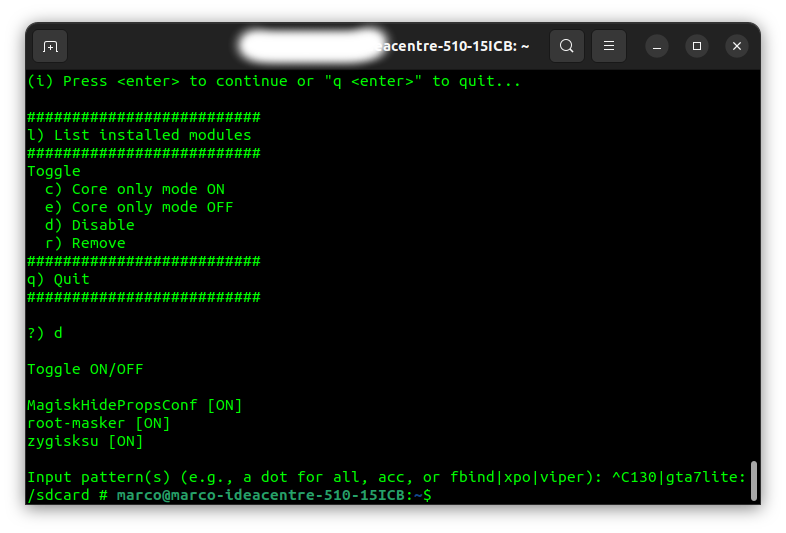 eacentre-510-15ICB: ~
(i) Press <enter> to continue or "q <enter>" to quit...
##########################
l) List installed modules
##########################
Toggle
c) Core only mode ON
e) Core only mode OFF
d) Disable
r) Remove
##########################
q) Quit
##########################
?) d
Toggle ON/OFF
MagiskHidePropsConf [ON]
root-masker [ON]
zygisksu [ON]
Input pattern(s) (e.g., a dot for all, acc, or fbind|xpo|viper): ^C130|gta7lite:
/sdcard # marco@marco-ideacentre-510-15ICB:~$